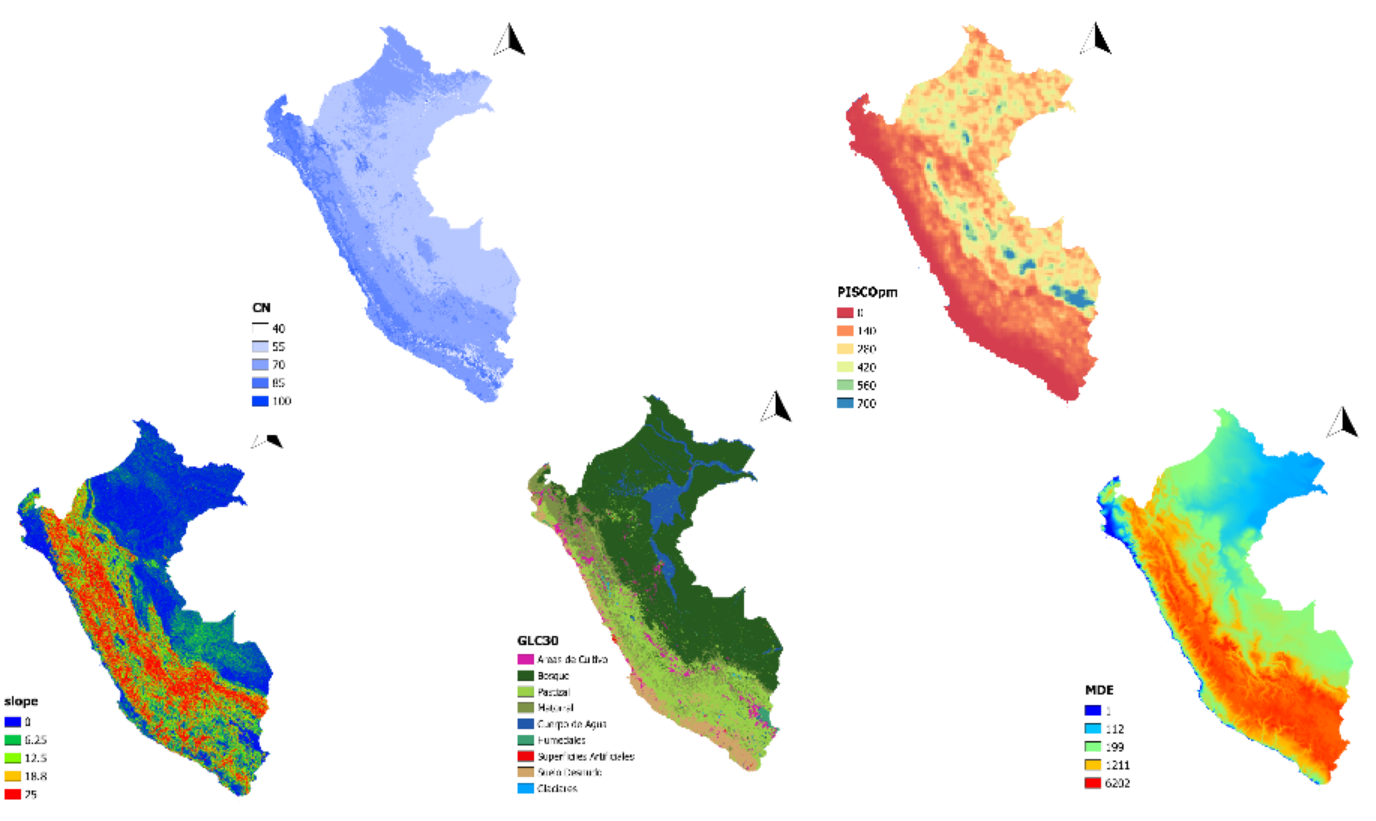 CN
40
55
70
85
100
PISCOpm
0
140
280
420
560
700
slope
0
6.25
12.5
18.8
25
GLC30
Areas de Cultivo
Bosque
Pastizal
Matorral
Cuerpo de Agua
Humedales
Superficies Artificiales
Suelo Desnudo
Glaciares
MDE
1
112
199
1211
6202